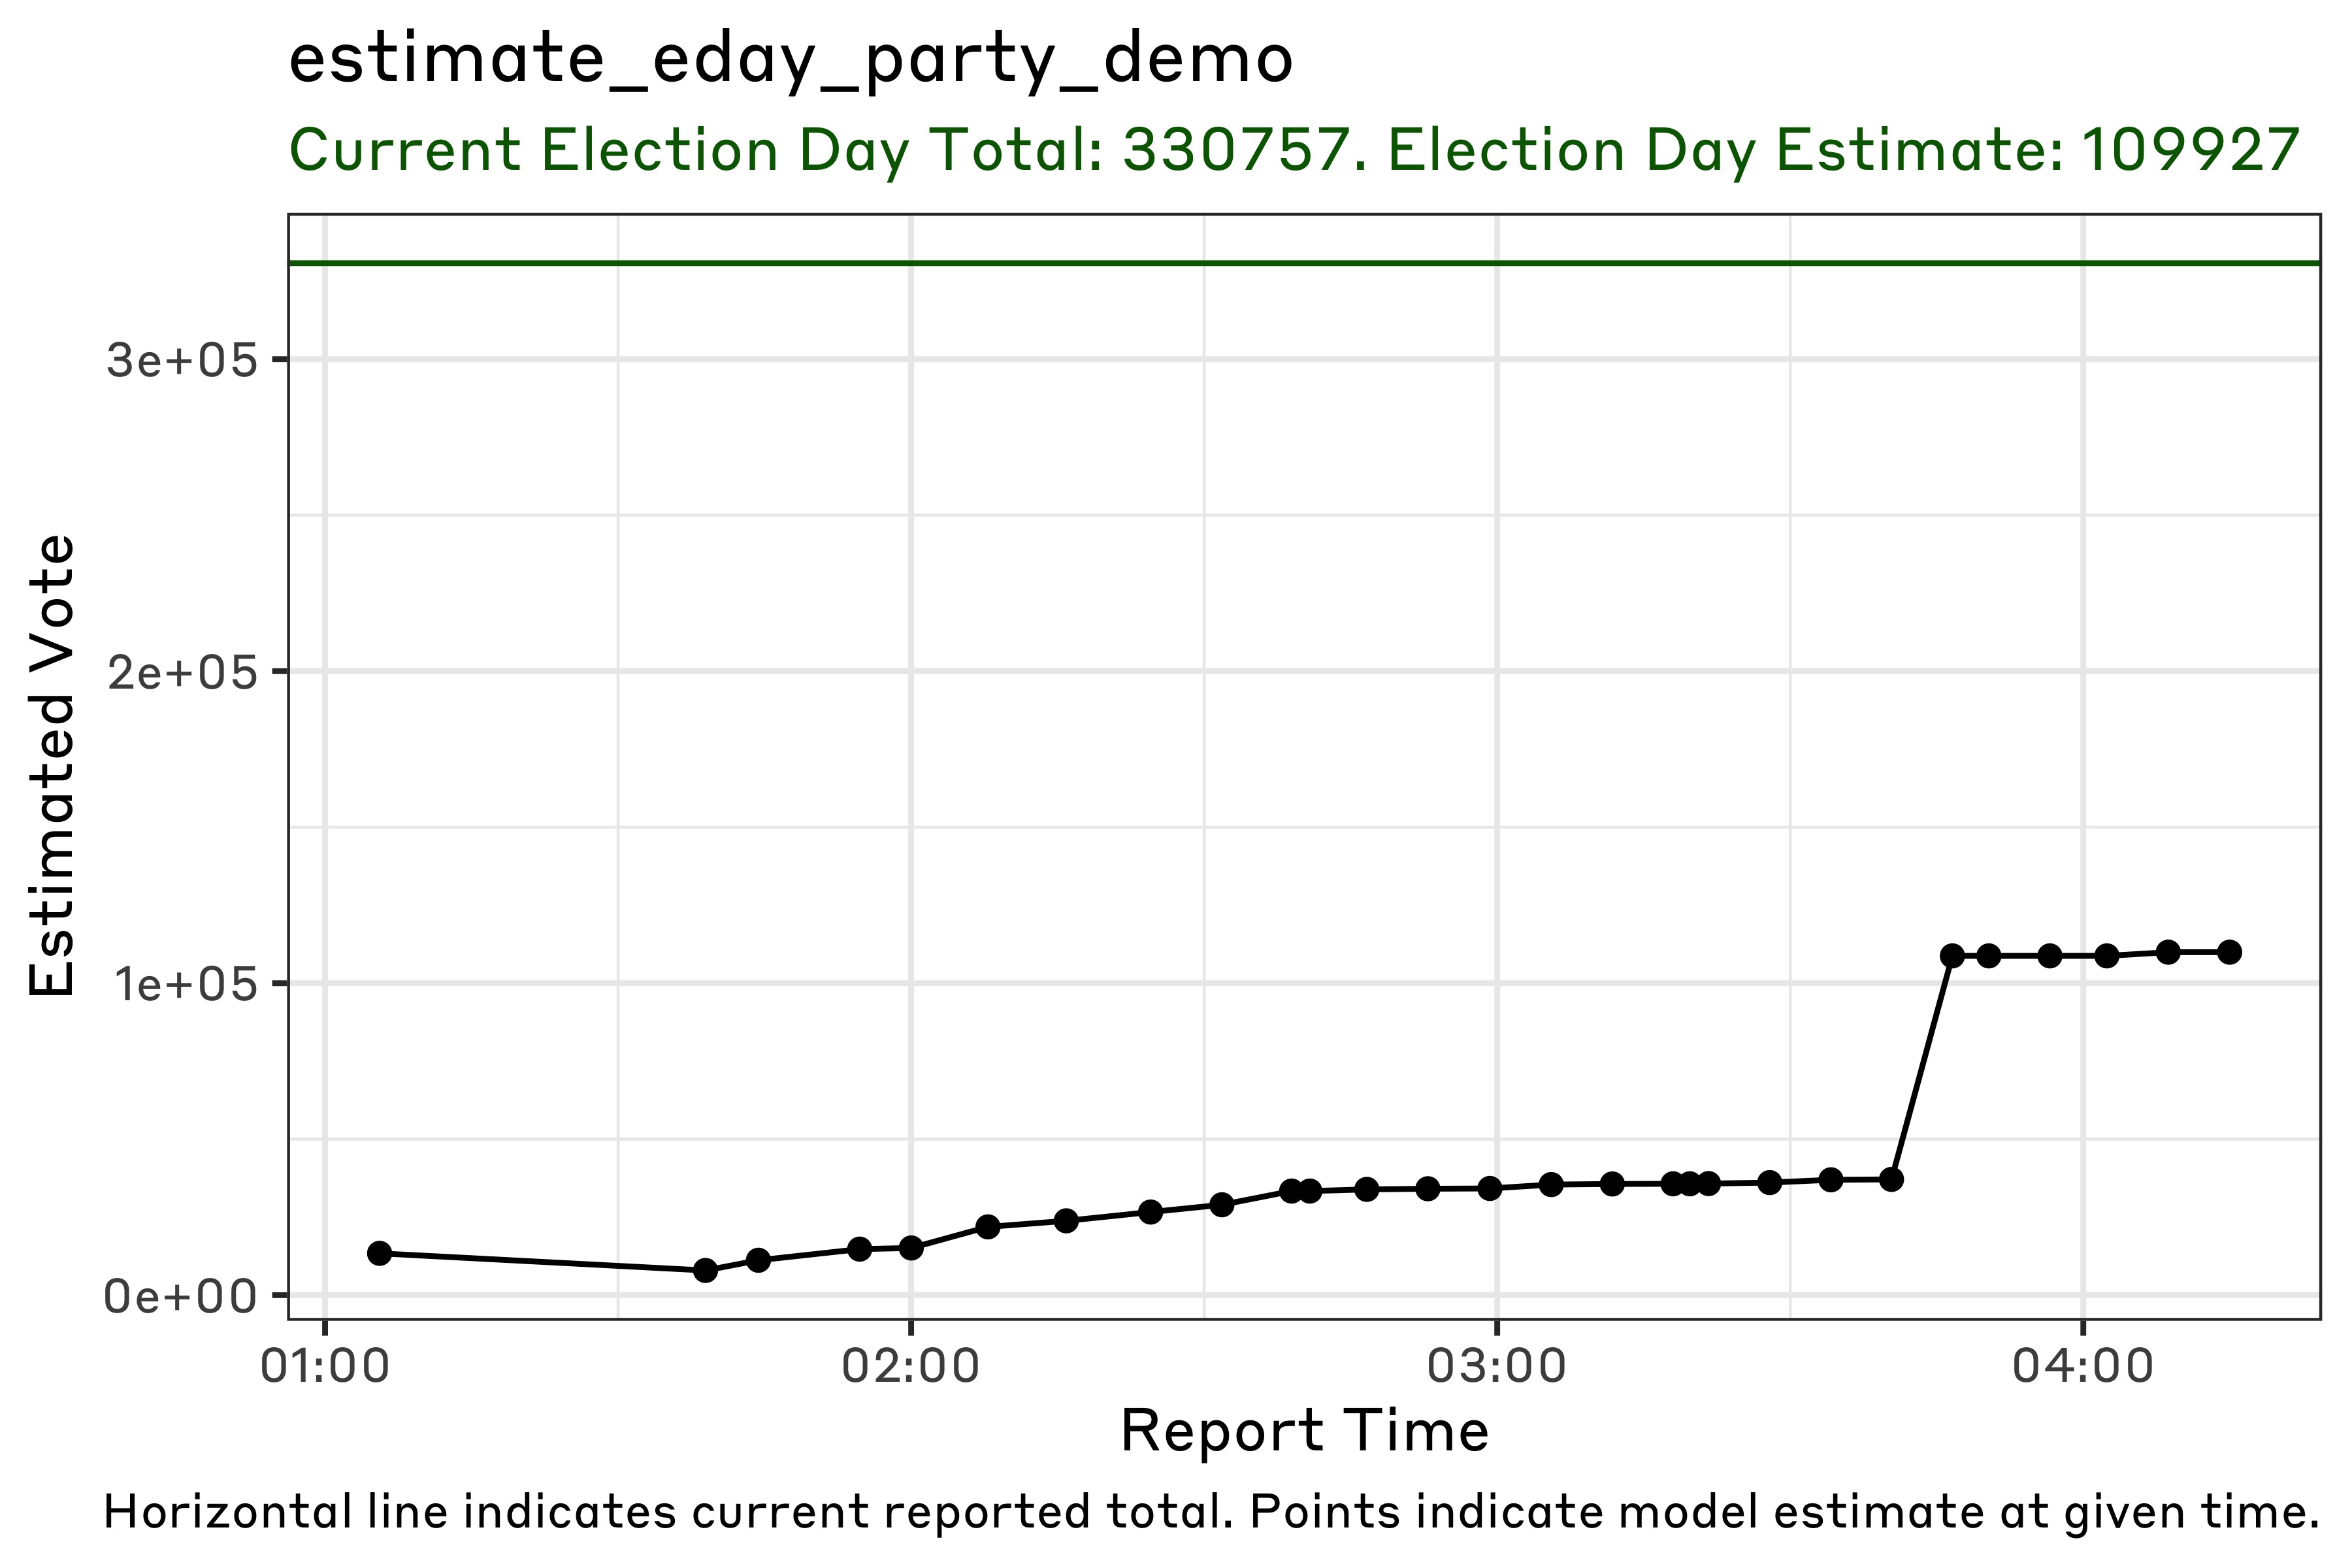 estimate_eday_party_demo
Current Election Day Total: 330757. Election Day Estimate: 109927
Estimated Vote
3e+05
2e+05
1e+05
0e+00
01:00 02:00 03:00 04:00
Report Time
Horizontal line indicates current reported total. Points indicate model estimate at given time.